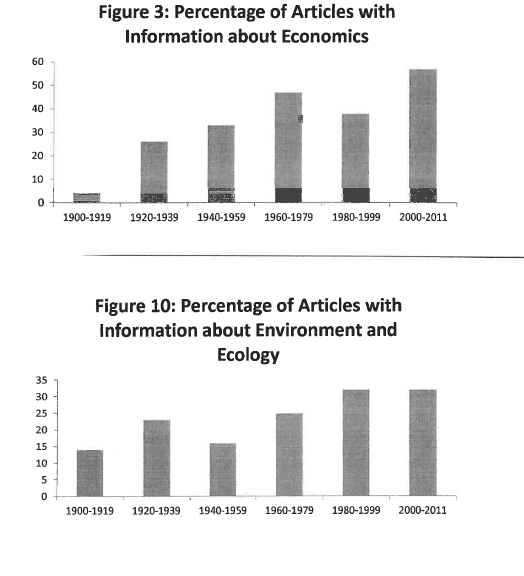 Figure 3: Percentage of Articles with
Information about Economics
60
50
40
30
20
10
0
1900-1919 1920-1939 1940-1959 1960-1979 1980-1999 2000-2011
Figure 10: Percentage of Articles with
Information about Environment and
Ecology
35
30
25
20
15
10
5
0
1900-1919 1920-1939 1940-1959 1960-1979 1980-1999 2000-2011